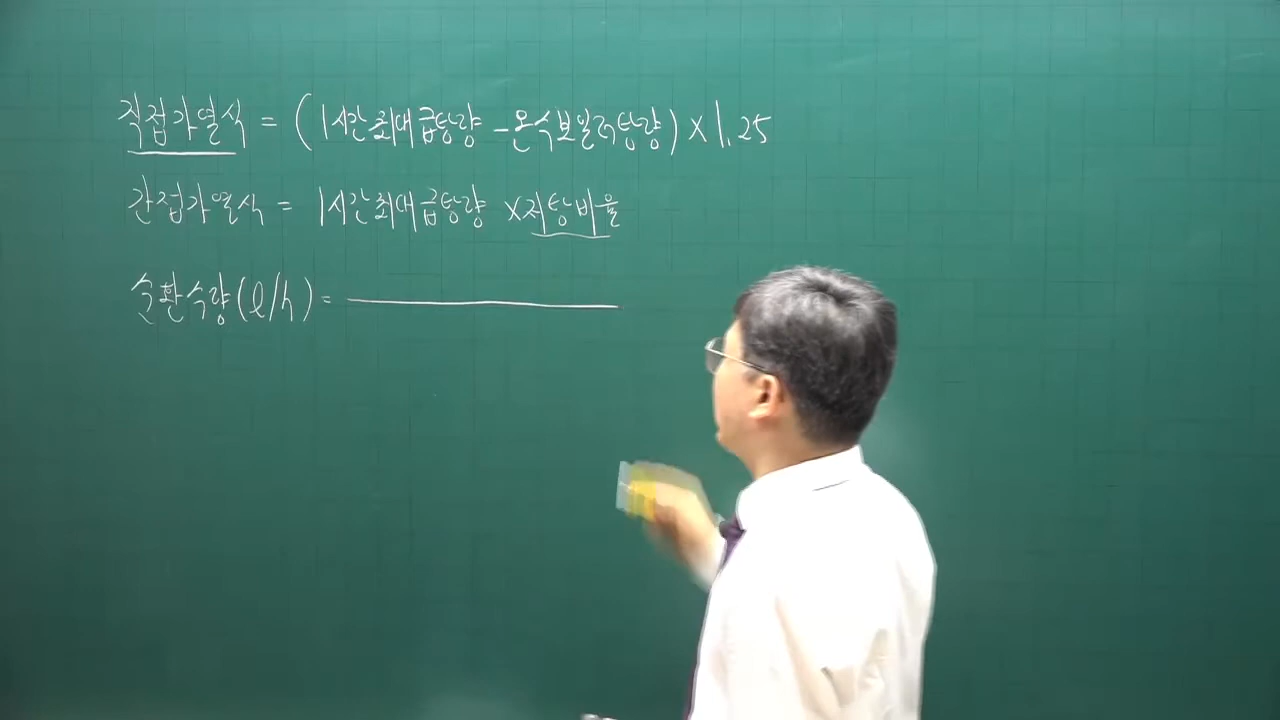 직접가열식 = (1시간최대급탕량 - 온수보일러탕량) × 1.25
간접가열식 = 1시간최대급탕량 × 저탕비율
순환수량(ℓ/h) =